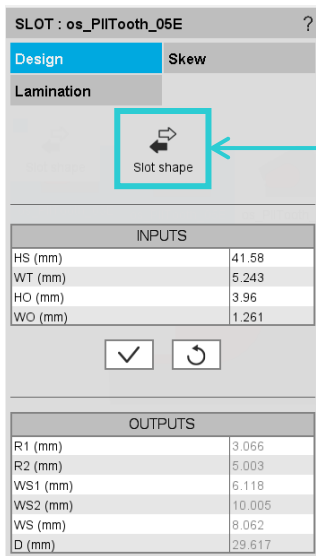 SLOT : os_PllTooth_05E ?
Design Skew
Lamination
Slot shape
INPUTS
HS (mm) 41.58
WT (mm) 5.243
HO (mm) 3.96
WO (mm) 1.261
OUTPUTS
R1 (mm) 3.066
R2 (mm) 5.003
WS1 (mm) 6.118
WS2 (mm) 10.005
WS (mm) 8.062
D (mm) 29.617